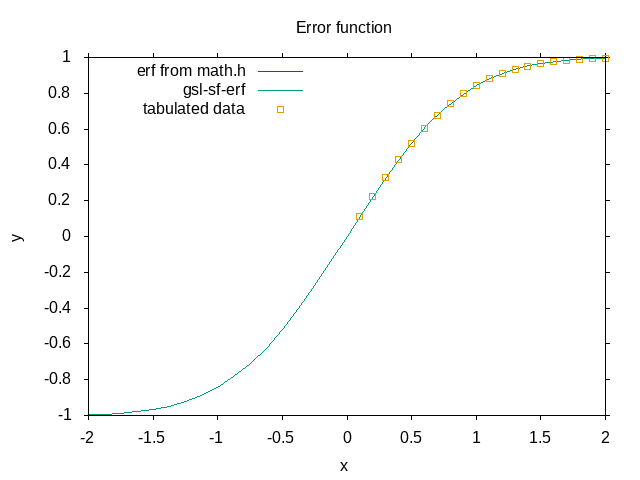 Error function
erf from math.h
gsl-sf-erf
tabulated data
1
0.8
0.6
0.4
0.2
0
-0.2
-0.4
-0.6
-0.8
-1
y
-2 -1.5 -1 -0.5 0 0.5 1 1.5 2
x